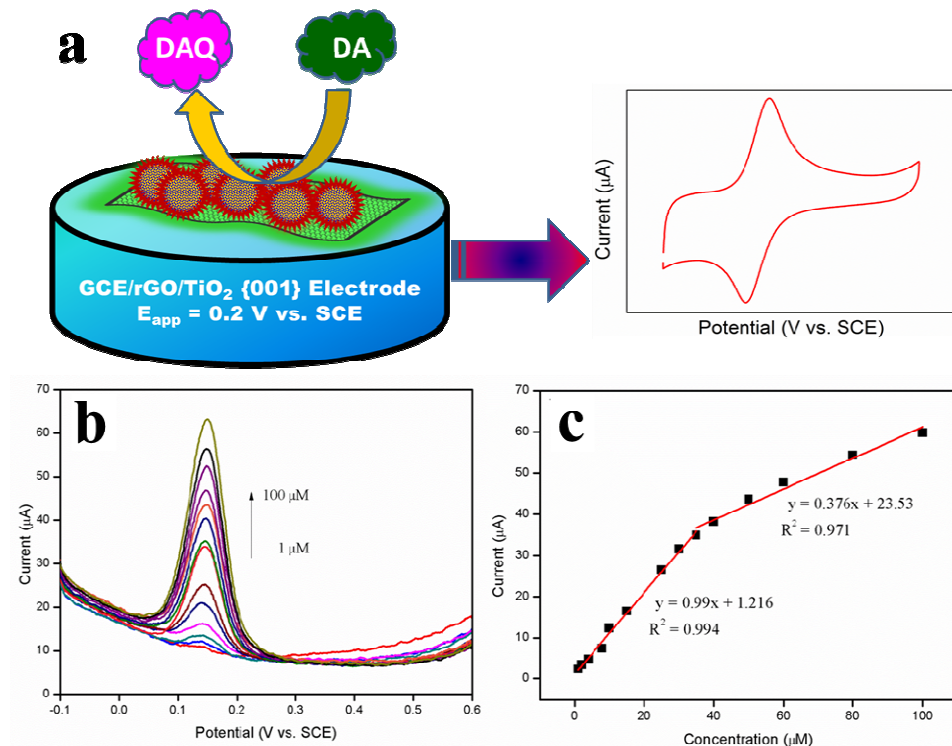 a
DAQ
DA
GCE/rGO/TiO₂ {001} Electrode
Eapp = 0.2 V vs. SCE
Current (µA)
Potential (V vs. SCE)
b
70
60
50
40
30
20
10
0
Current (µA)
100 µM
1 µM
-0.1
0.0
0.1
0.2
0.3
0.4
0.5
0.6
Potential (V vs. SCE)
c
70
60
50
40
30
20
10
0
Current (µA)
y = 0.376x + 23.53
R² = 0.971
y = 0.99x + 1.216
R² = 0.994
0
20
40
60
80
100
Concentration (µM)